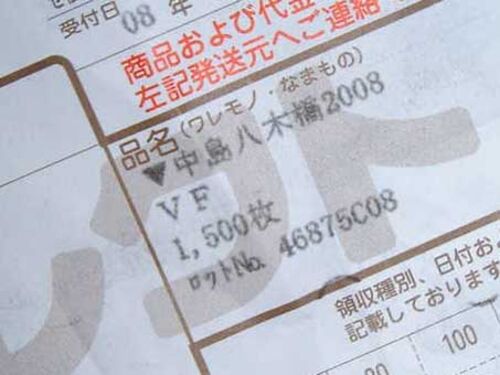 受付日 08 年
商品および代金
左記発送元へご連絡
品名(ワレモノ・なまもの)
▼中島八木橋2008
VF
1,500枚
ロットNo. 46875C08
領収種別、日付お
記載しております
100